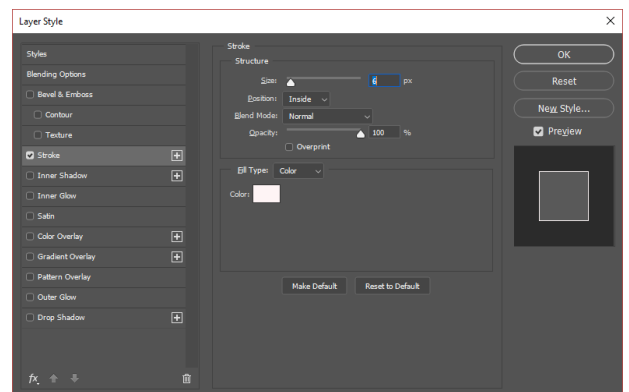 Layer Style
Styles
Blending Options
Bevel & Emboss
Contour
Texture
Stroke
Inner Shadow
Inner Glow
Satin
Color Overlay
Gradient Overlay
Pattern Overlay
Outer Glow
Drop Shadow
fx
Stroke
Structure
Size: 6 px
Position: Inside
Blend Mode: Normal
Opacity: 100 %
Overprint
Fill Type: Color
Color:
Make Default Reset to Default
OK
Reset
New Style...
Preview